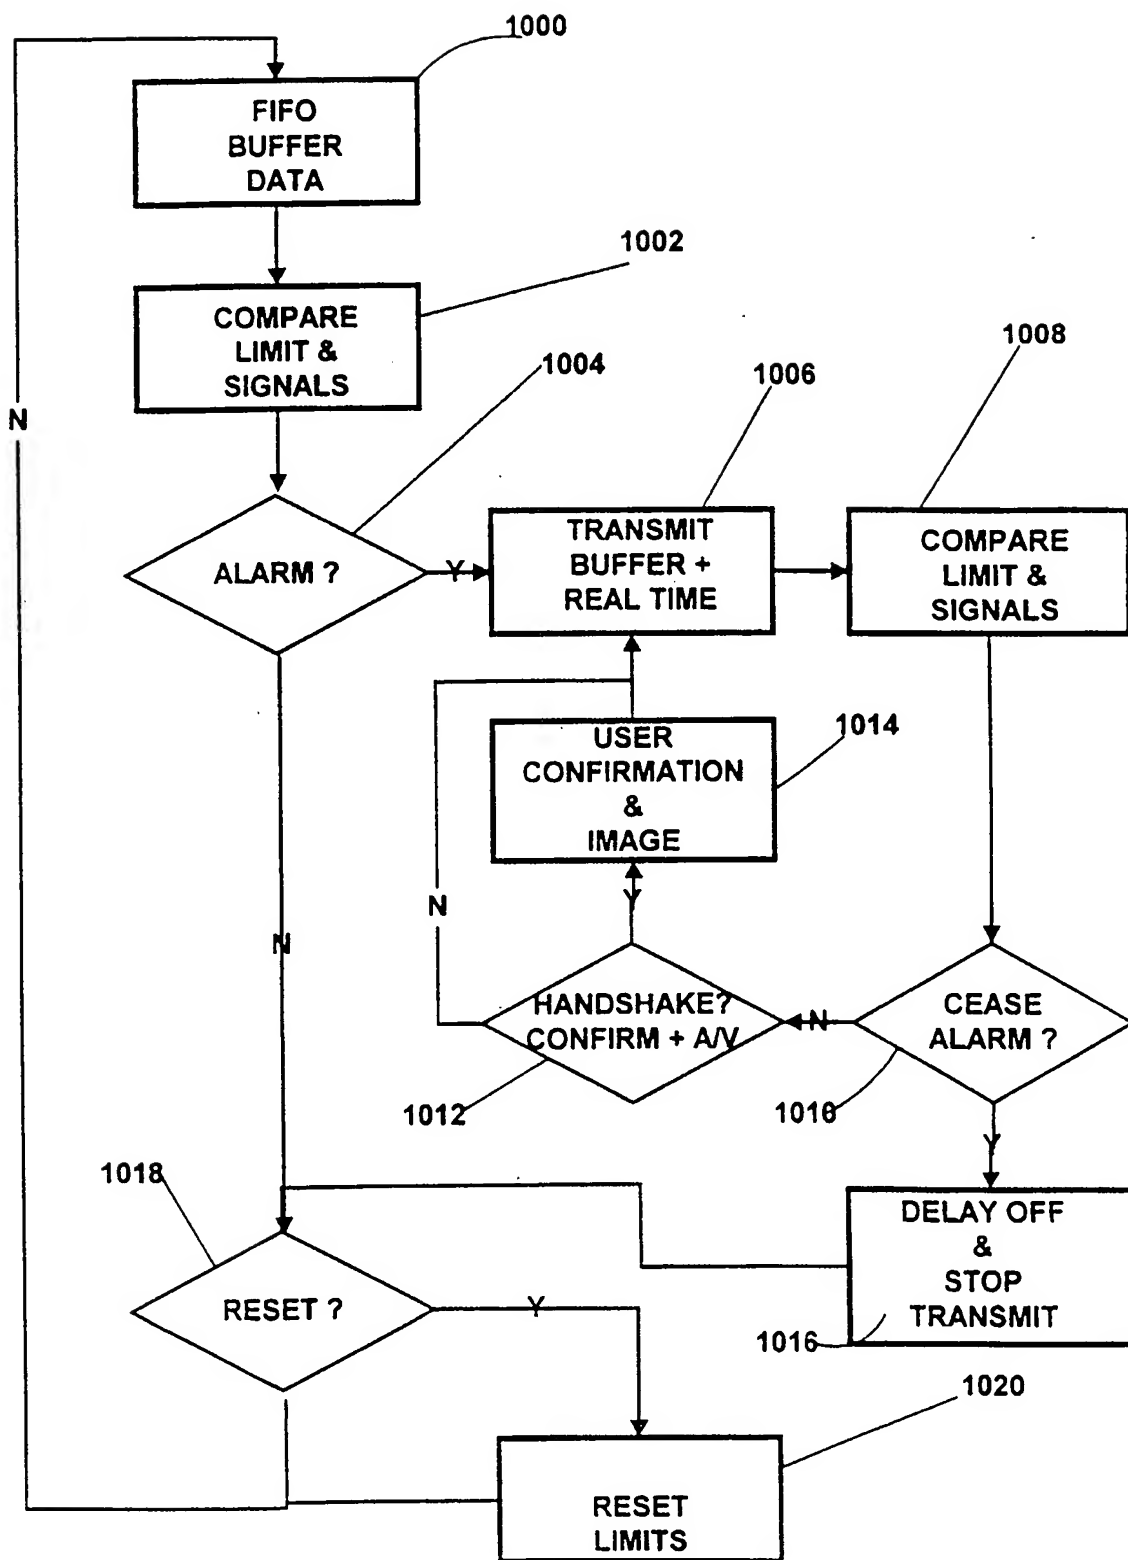 1000
FIFO
BUFFER
DATA
1002
COMPARE
LIMIT &
SIGNALS
1004
1006
1008
N
ALARM ?
Y
TRANSMIT
BUFFER +
REAL TIME
COMPARE
LIMIT &
SIGNALS
1014
USER
CONFIRMATION
&
IMAGE
Y
N
N
HANDSHAKE?
CONFIRM + A/V
N
CEASE
ALARM ?
1012
1010
Y
1018
DELAY OFF
&
STOP
TRANSMIT
RESET ?
Y
1016
1020
RESET
LIMITS